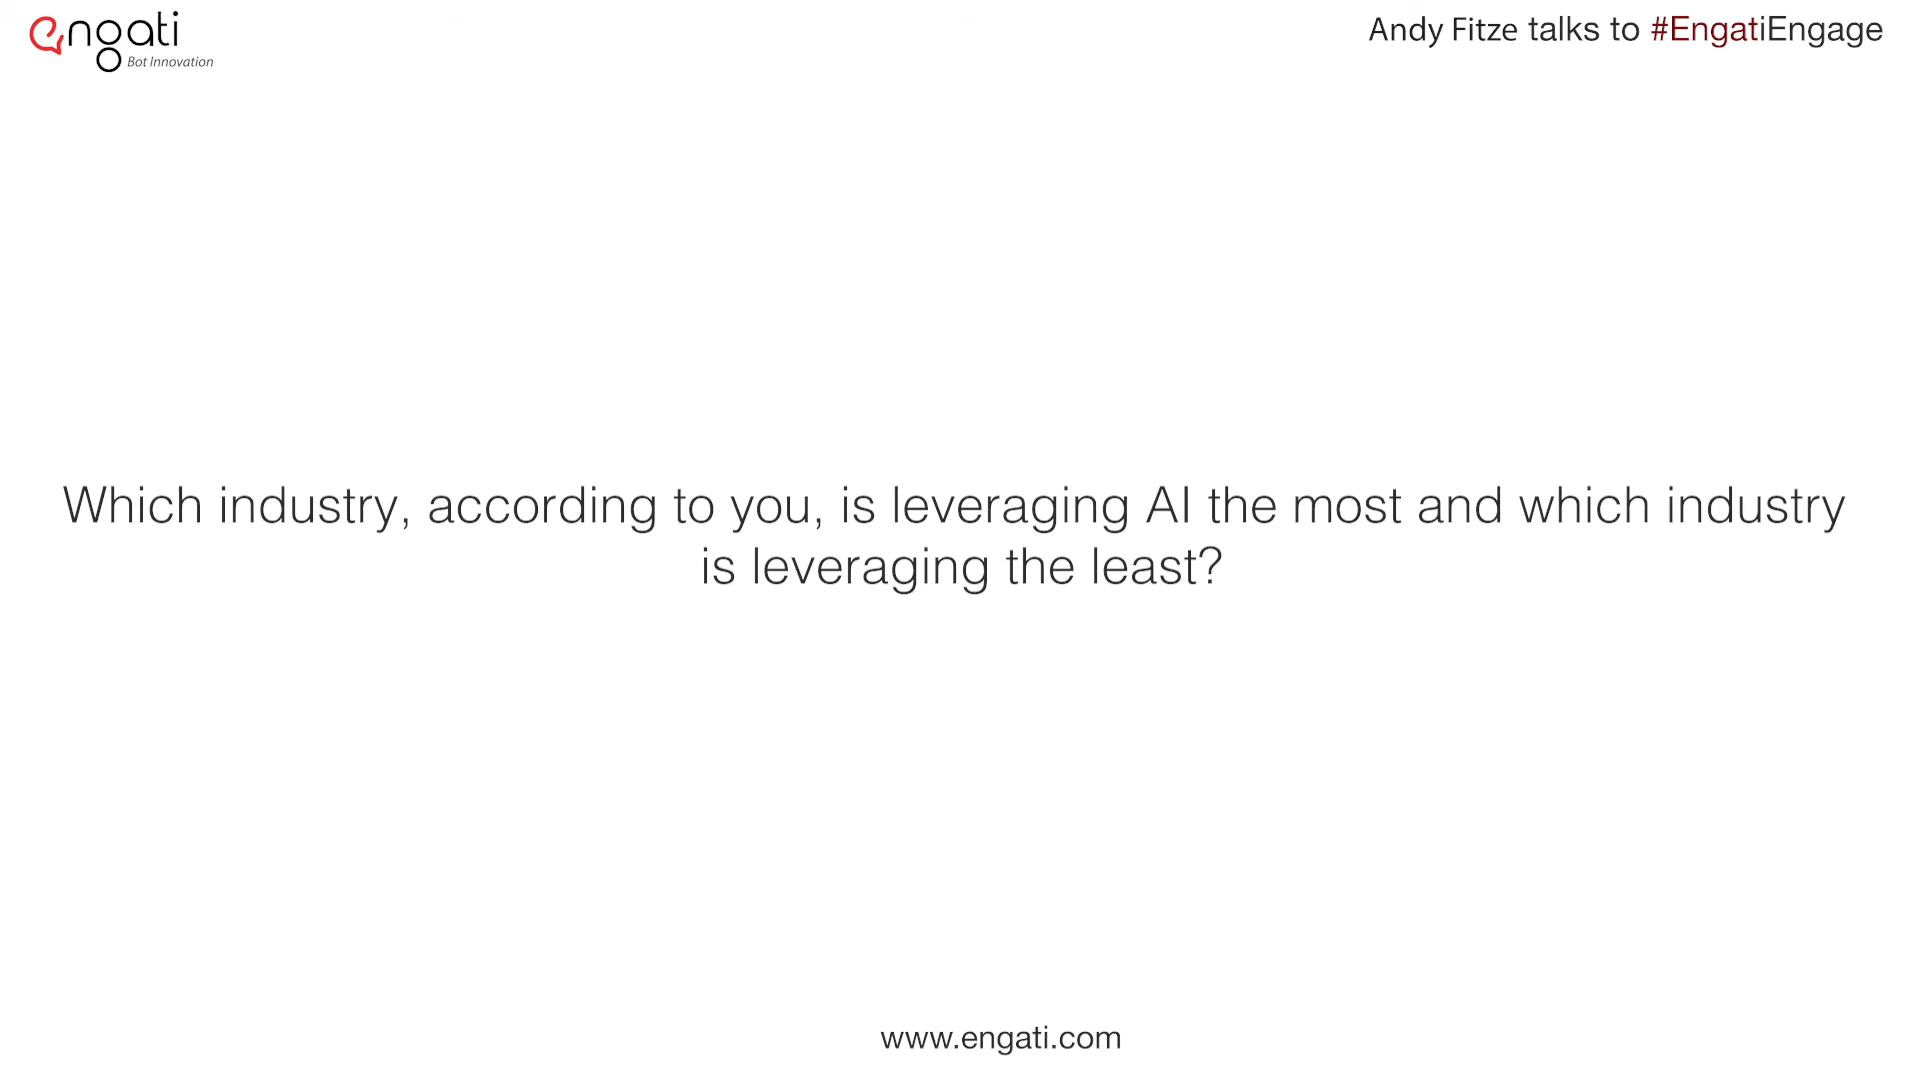 engati
Bot Innovation
Andy Fitze talks to #EngatiEngage
Which industry, according to you, is leveraging AI the most and which industry
is leveraging the least?
www.engati.com